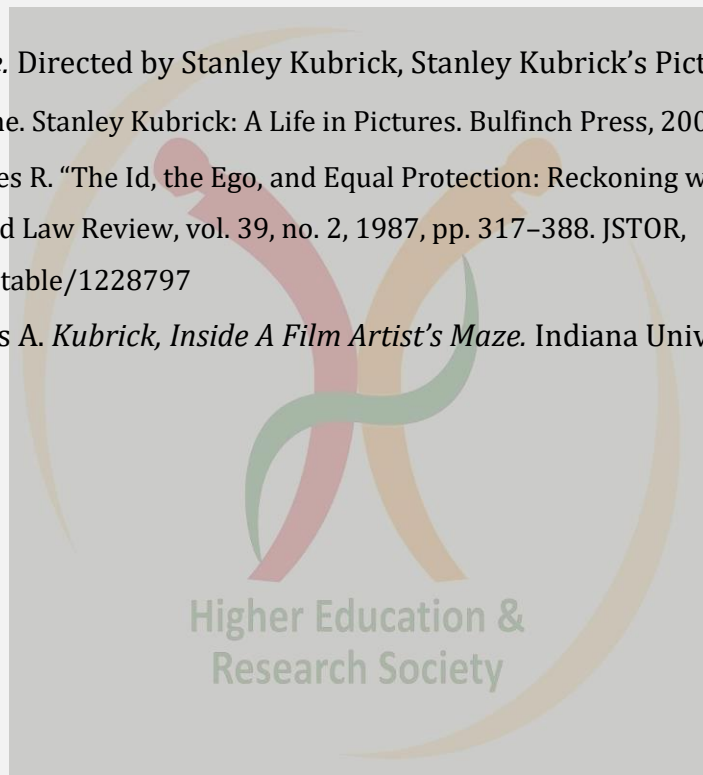 e. Directed by Stanley Kubrick, Stanley Kubrick’s Pict
ne. Stanley Kubrick: A Life in Pictures. Bulfinch Press, 200
es R. “The Id, the Ego, and Equal Protection: Reckoning w
d Law Review, vol. 39, no. 2, 1987, pp. 317–388. JSTOR,
table/1228797
s A. Kubrick, Inside A Film Artist’s Maze. Indiana Univ
Higher Education &
Research Society